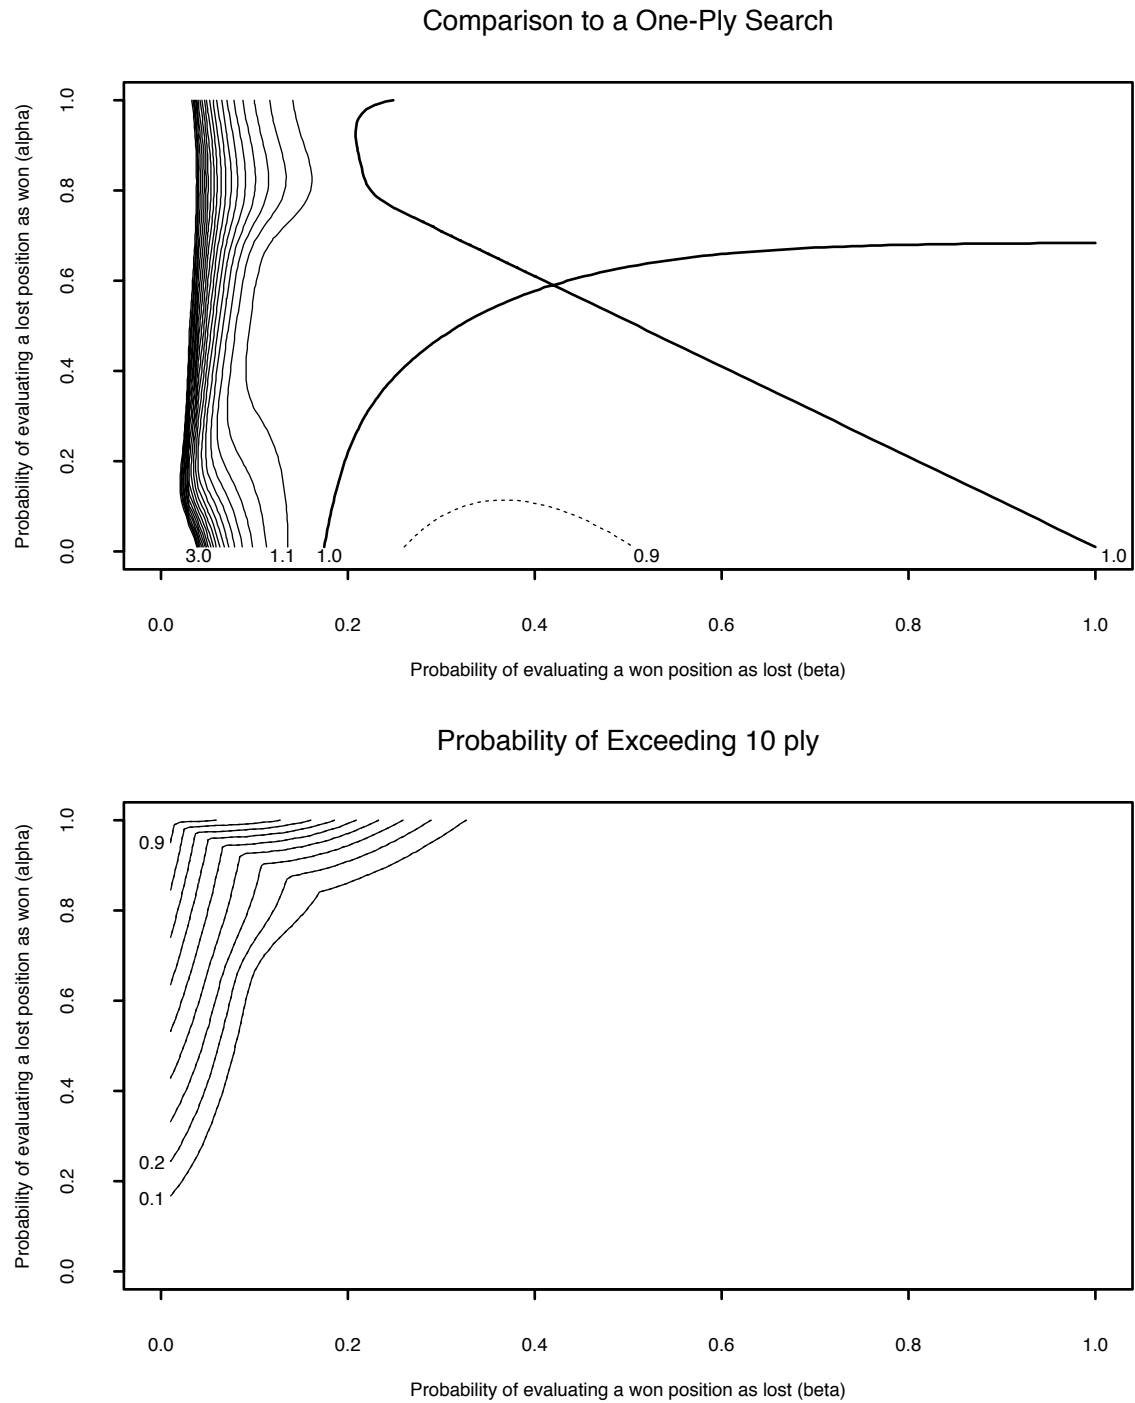 Comparison to a One-Ply Search
Probability of evaluating a lost position as won (alpha)
1.0
0.8
0.6
0.4
0.2
0.0
3.0 1.1 1.0 0.9 1.0
0.0 0.2 0.4 0.6 0.8 1.0
Probability of evaluating a won position as lost (beta)
Probability of Exceeding 10 ply
Probability of evaluating a lost position as won (alpha)
1.0
0.8
0.6
0.4
0.2
0.0
0.9
0.2
0.1
0.0 0.2 0.4 0.6 0.8 1.0
Probability of evaluating a won position as lost (beta)